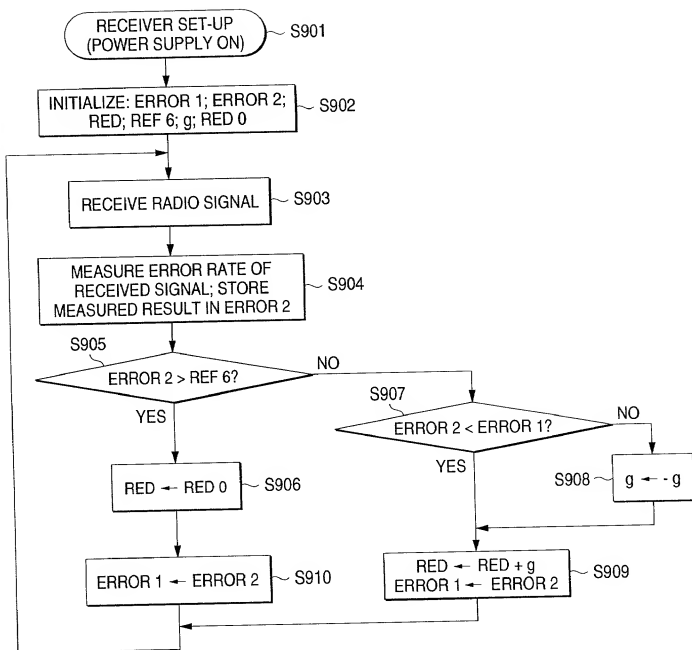 RECEIVER SET-UP
(POWER SUPPLY ON)
S901
INITIALIZE: ERROR 1; ERROR 2;
RED; REF 6; g; RED 0
S902
RECEIVE RADIO SIGNAL
S903
MEASURE ERROR RATE OF
RECEIVED SIGNAL; STORE
MEASURED RESULT IN ERROR 2
S904
S905
ERROR 2 > REF 6?
NO
YES
S907
ERROR 2 < ERROR 1?
NO
YES
RED ← RED 0
S906
S908
g ← - g
ERROR 1 ← ERROR 2
S910
RED ← RED + g
ERROR 1 ← ERROR 2
S909